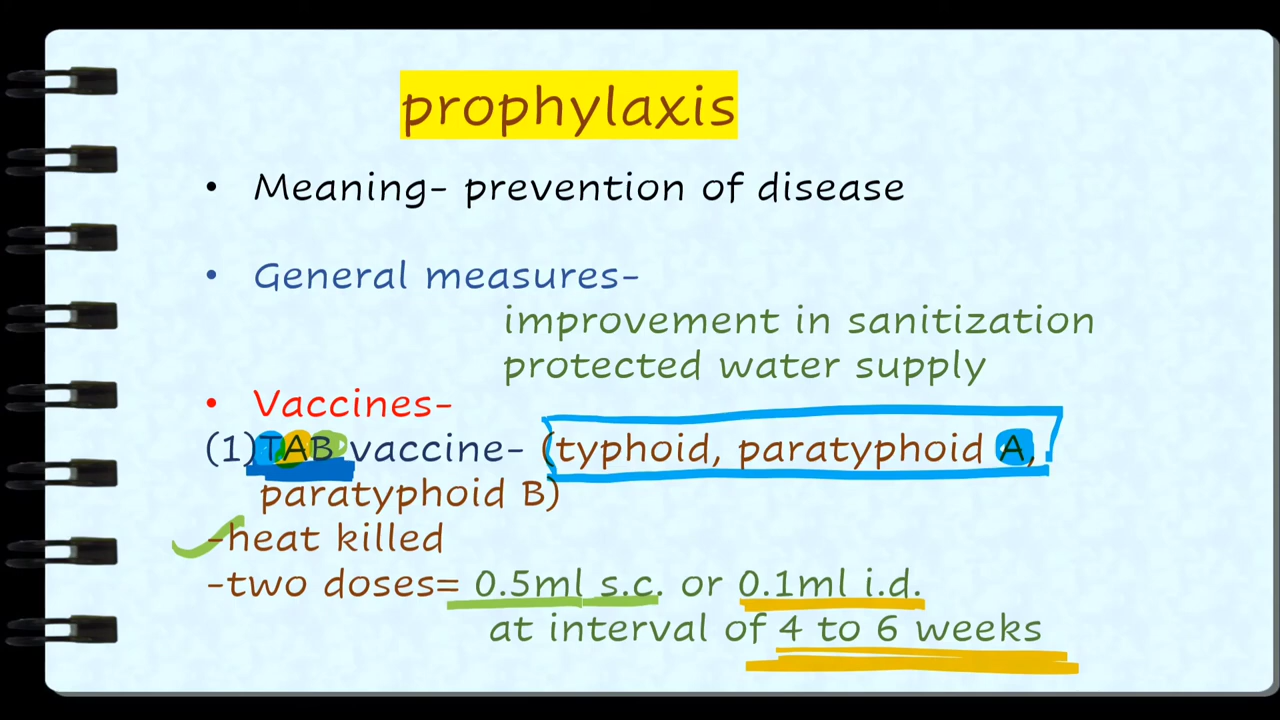 prophylaxis
• Meaning- prevention of disease
• General measures-
improvement in sanitization
protected water supply
• Vaccines-
(1)TAB vaccine- (typhoid, paratyphoid A,
paratyphoid B)
-heat killed
-two doses= 0.5ml s.c. or 0.1ml i.d.
at interval of 4 to 6 weeks